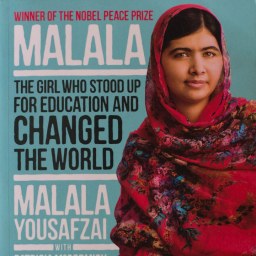 WINNER OF THE NOBEL PEACE PRIZE
MALALA
THE GIRL WHO STOOD UP
FOR EDUCATION AND
CHANGED
THE WORLD
MALALA
YOUSAFZAI
WITH